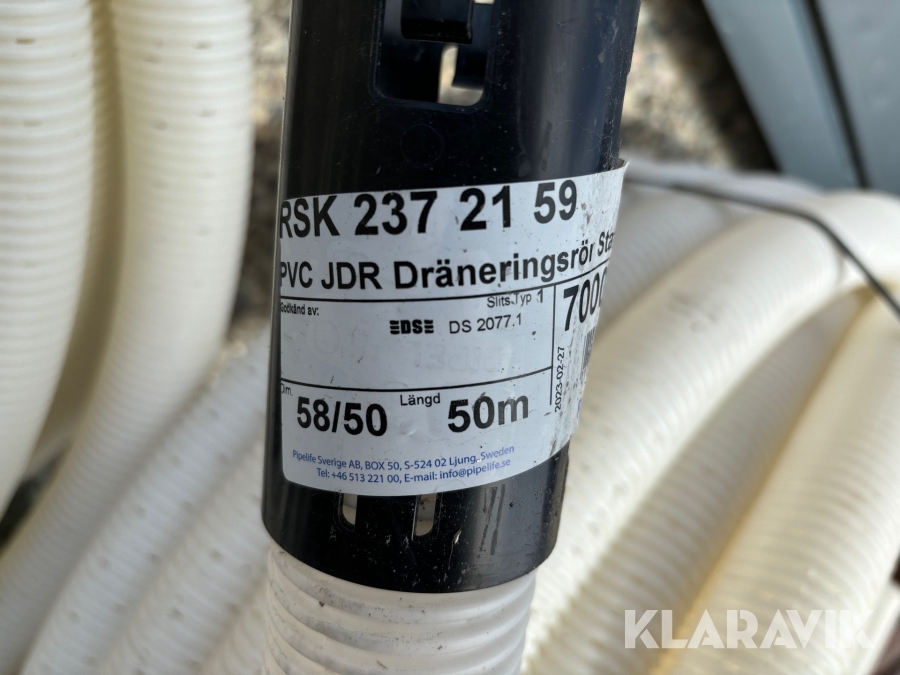 RSK 237 21 59
PVC JDR Dräneringsrör
Slits.Typ 1
Godkänd av:
DS DS 2077.1
2023-02-27
Dim
58/50
Längd
50m
Pipelife Sverige AB, BOX 50, S-524 02 Ljung, Sweden
Tel: +46 513 221 00, E-mail: info@pipelife.se
KLARAVIK